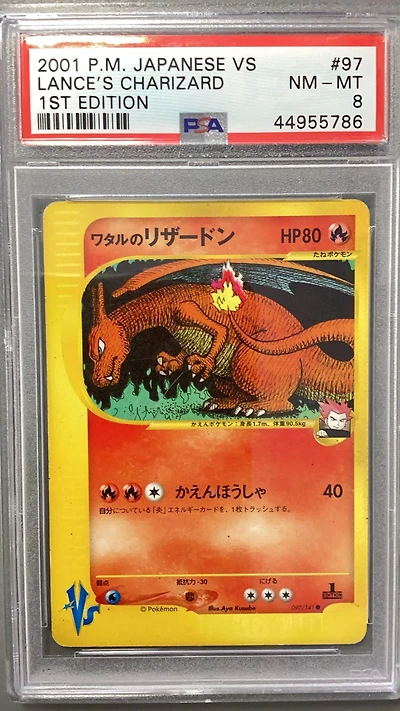 2001 P.M. JAPANESE VS #97
LANCE'S CHARIZARD NM-MT
1ST EDITION 8
PSA 44955786
ワタルのリザードン HP80
たねポケモン
かえんポケモン：身長1.7m、体重90.5kg
かえんほうしゃ 40
自分についている「炎」エネルギーカードを、1枚トラッシュする。
弱点 抵抗力 -30 にげる
VS
1 EDITION
©Pokémon Illus.Aya Kusube 097/141